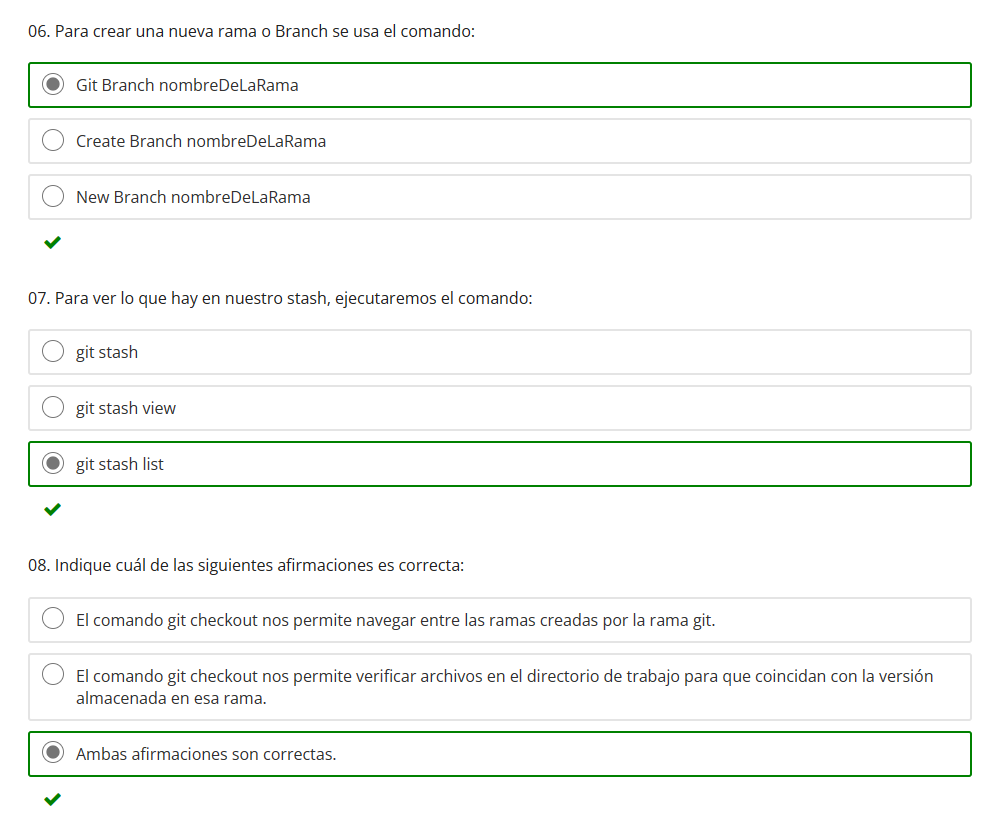 06. Para crear una nueva rama o Branch se usa el comando:
Git Branch nombreDeLaRama
Create Branch nombreDeLaRama
New Branch nombreDeLaRama
07. Para ver lo que hay en nuestro stash, ejecutaremos el comando:
git stash
git stash view
git stash list
08. Indique cuál de las siguientes afirmaciones es correcta:
El comando git checkout nos permite navegar entre las ramas creadas por la rama git.
El comando git checkout nos permite verificar archivos en el directorio de trabajo para que coincidan con la versión
almacenada en esa rama.
Ambas afirmaciones son correctas.